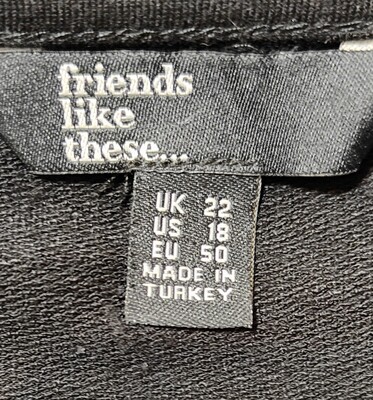 friends
like
these...
UK 22
US 18
EU 50
MADE IN
TURKEY